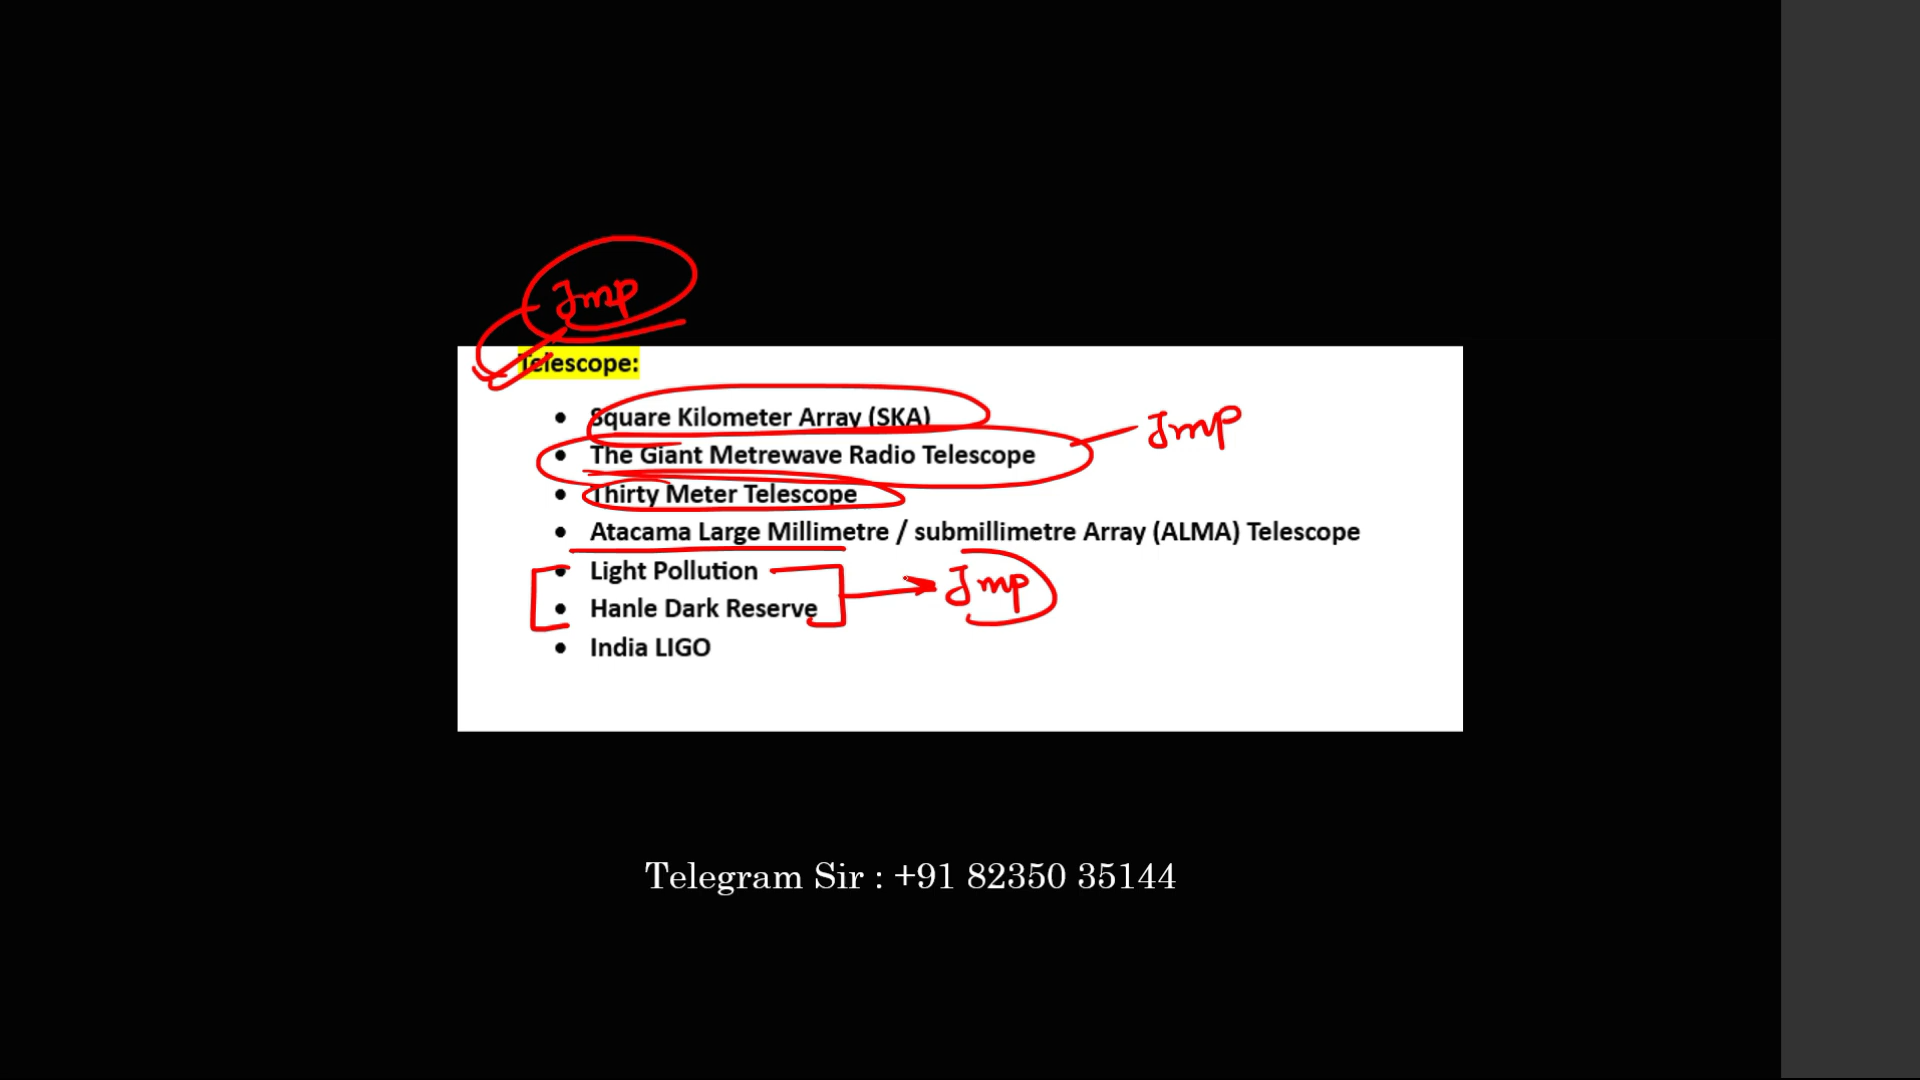 Imp
Telescope:
• Square Kilometer Array (SKA)
• The Giant Metrewave Radio Telescope
Imp
• Thirty Meter Telescope
• Atacama Large Millimetre / submillimetre Array (ALMA) Telescope
• Light Pollution
Imp
• Hanle Dark Reserve
• India LIGO
Telegram Sir : +91 82350 35144